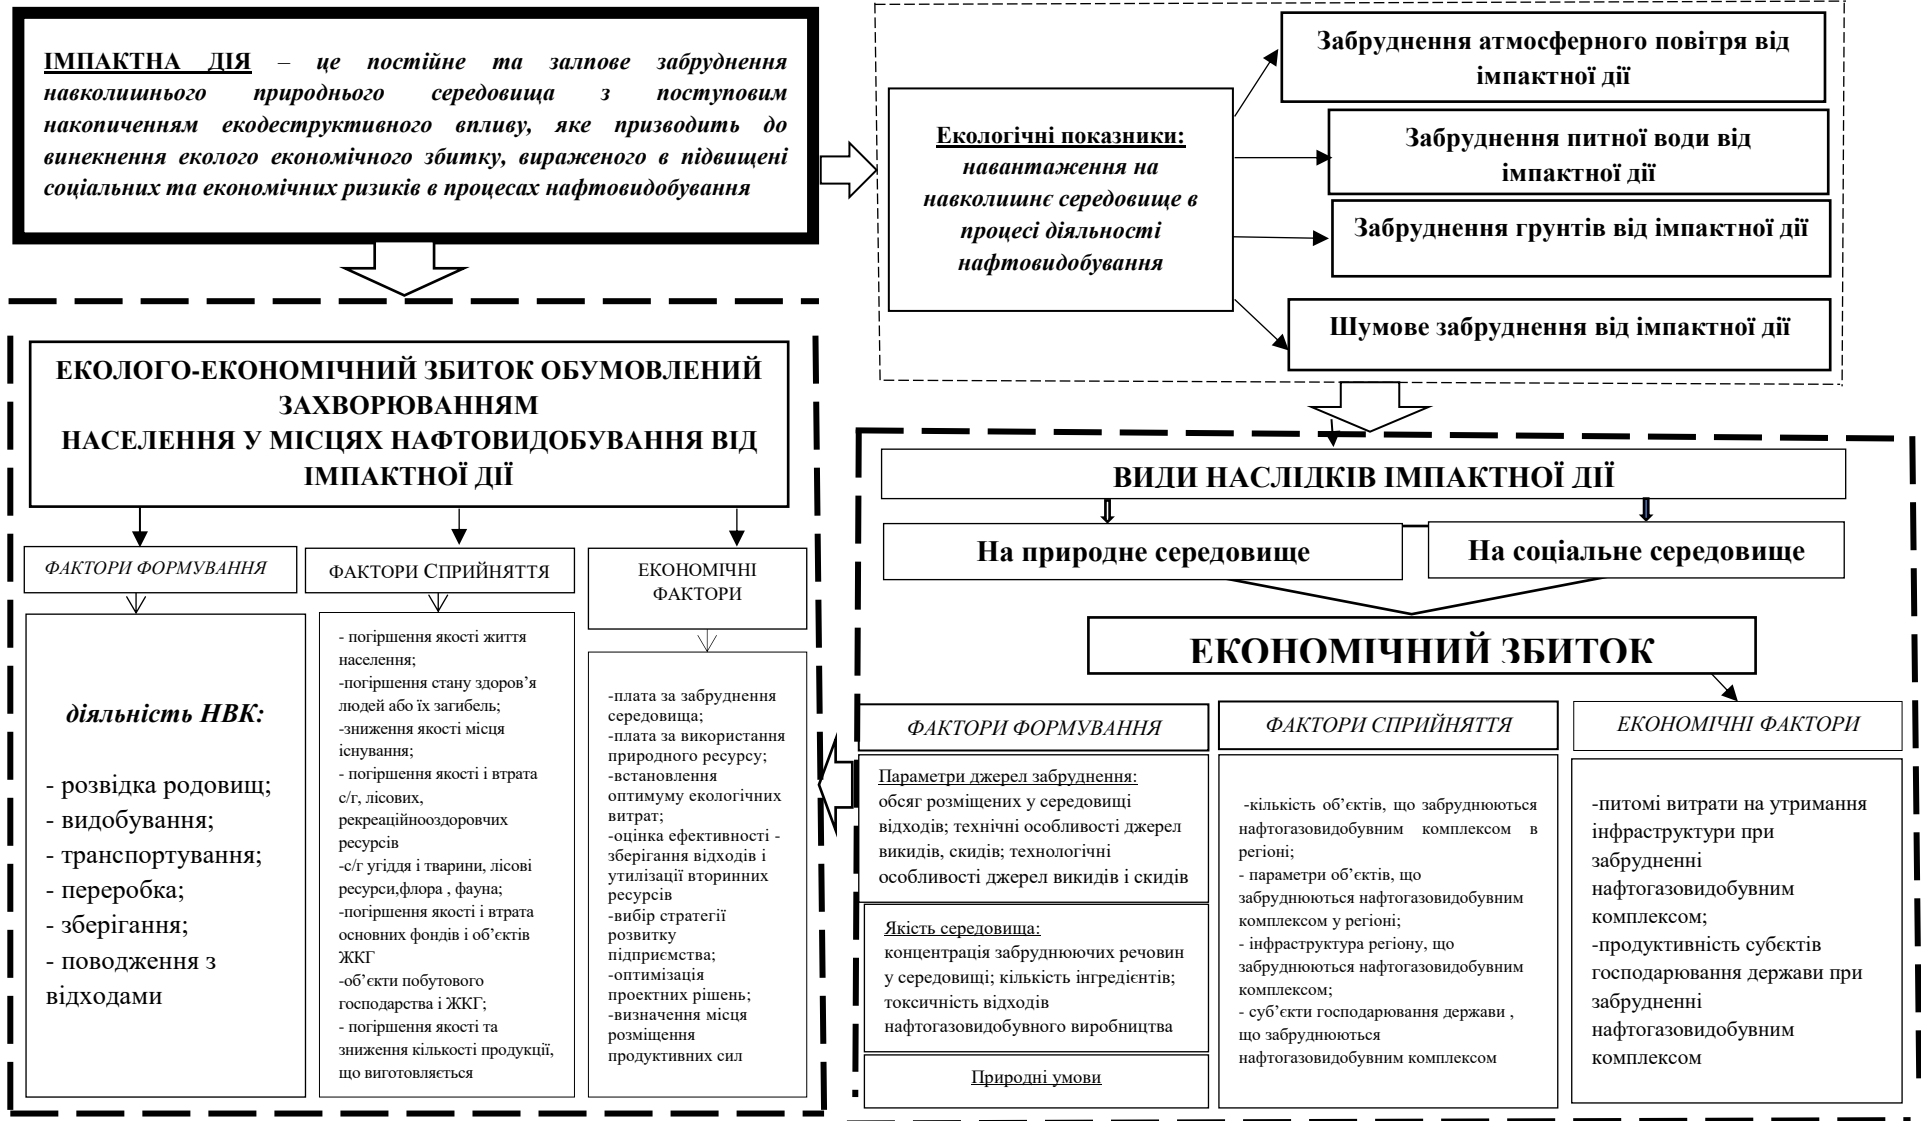 ІМПАКТНА ДІЯ – це постійне та залпове забруднення
навколишнього природнього середовища з поступовим
накопиченням екодеструктивного впливу, яке призводить до
винекнення еколого економічного збитку, вираженого в підвищені
соціальних та економічних ризиків в процесах нафтовидобування
Екологічні показники:
навантаження на
навколишнє середовище в
процесі діяльності
нафтовидобування
Забруднення атмосферного повітря від
імпактної дії
Забруднення питної води від
імпактної дії
Забруднення грунтів від імпактної дії
Шумове забруднення від імпактної дії
ЕКОЛОГО-ЕКОНОМІЧНИЙ ЗБИТОК ОБУМОВЛЕНИЙ
ЗАХВОРЮВАННЯМ
НАСЕЛЕННЯ У МІСЦЯХ НАФТОВИДОБУВАННЯ ВІД
ІМПАКТНОЇ ДІЇ
ФАКТОРИ ФОРМУВАННЯ
діяльність НВК:
- розвідка родовищ;
- видобування;
- транспортування;
- переробка;
- зберігання;
- поводження з
відходами
ФАКТОРИ СПРИЙНЯТТЯ
- погіршення якості життя
населення;
-погіршення стану здоров’я
людей або їх загибель;
-зниження якості місця
існування;
- погіршення якості і втрата
с/г, лісових,
рекреаційнооздоровчих
ресурсів
-с/г угіддя і тварини, лісові
ресурси,флора , фауна;
-погіршення якості і втрата
основних фондів і об’єктів
ЖКГ
-об’єкти побутового
господарства і ЖКГ;
- погіршення якості та
зниження кількості продукції,
що виготовляється
ЕКОНОМІЧНІ
ФАКТОРИ
-плата за забруднення
середовища;
-плата за використання
природного ресурсу;
-встановлення
оптимуму екологічних
витрат;
-оцінка ефективності -
зберігання відходів і
утилізації вторинних
ресурсів
-вибір стратегії
розвитку
підприємства;
-оптимізація
проектних рішень;
-визначення місця
розміщення
продуктивних сил
ВИДИ НАСЛІДКІВ ІМПАКТНОЇ ДІЇ
На природне середовище
На соціальне середовище
ЕКОНОМІЧНИЙ ЗБИТОК
ФАКТОРИ ФОРМУВАННЯ
Параметри джерел забруднення:
обсяг розміщених у середовищі
відходів; технічні особливості джерел
викидів, скидів; технологічні
особливості джерел викидів і скидів
Якість середовища:
концентрація забруднюючих речовин
у середовищі; кількість інгредієнтів;
токсичність відходів
нафтогазовидобувного виробництва
Природні умови
ФАКТОРИ СПРИЙНЯТТЯ
-кількість об’єктів, що забруднюються
нафтогазовидобувним комплексом в
регіоні;
- параметри об’єктів, що
забруднюються нафтогазовидобувним
комплексом у регіоні;
- інфраструктура регіону, що
забруднюються нафтогазовидобувним
комплексом;
- суб’єкти господарювання держави ,
що забруднюються
нафтогазовидобувним комплексом
ЕКОНОМІЧНІ ФАКТОРИ
-питомі витрати на утримання
інфраструктури при
забрудненні
нафтогазовидобувним
комплексом;
-продуктивність субєктів
господарювання держави при
забрудненні
нафтогазовидобувним
комплексом